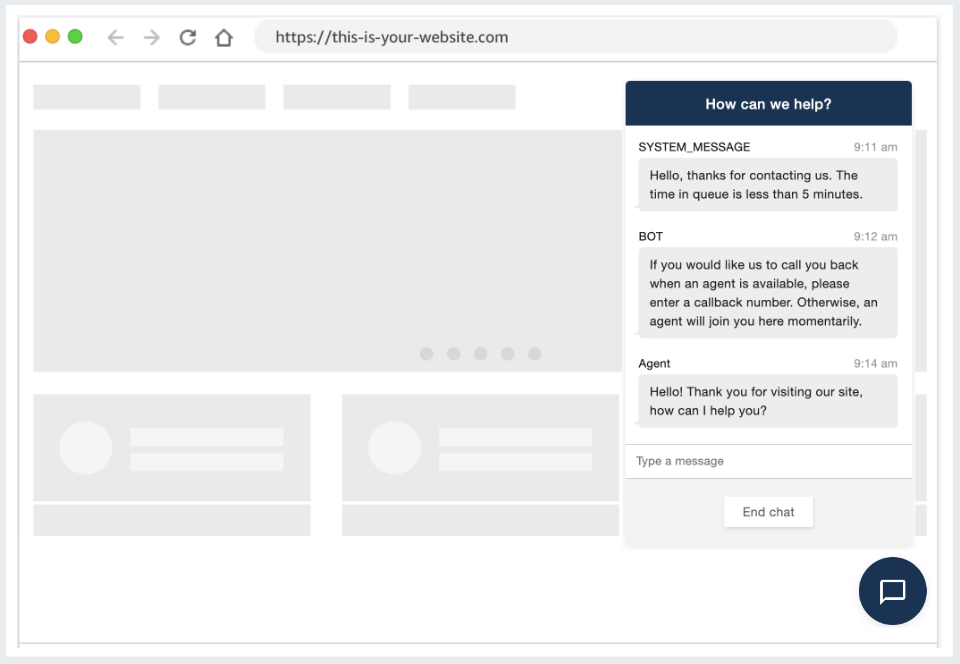 https://this-is-your-website.com
How can we help?
SYSTEM_MESSAGE 9:11 am
Hello, thanks for contacting us. The
time in queue is less than 5 minutes.
BOT 9:12 am
If you would like us to call you back
when an agent is available, please
enter a callback number. Otherwise, an
agent will join you here momentarily.
Agent 9:14 am
Hello! Thank you for visiting our site,
how can I help you?
Type a message
End chat